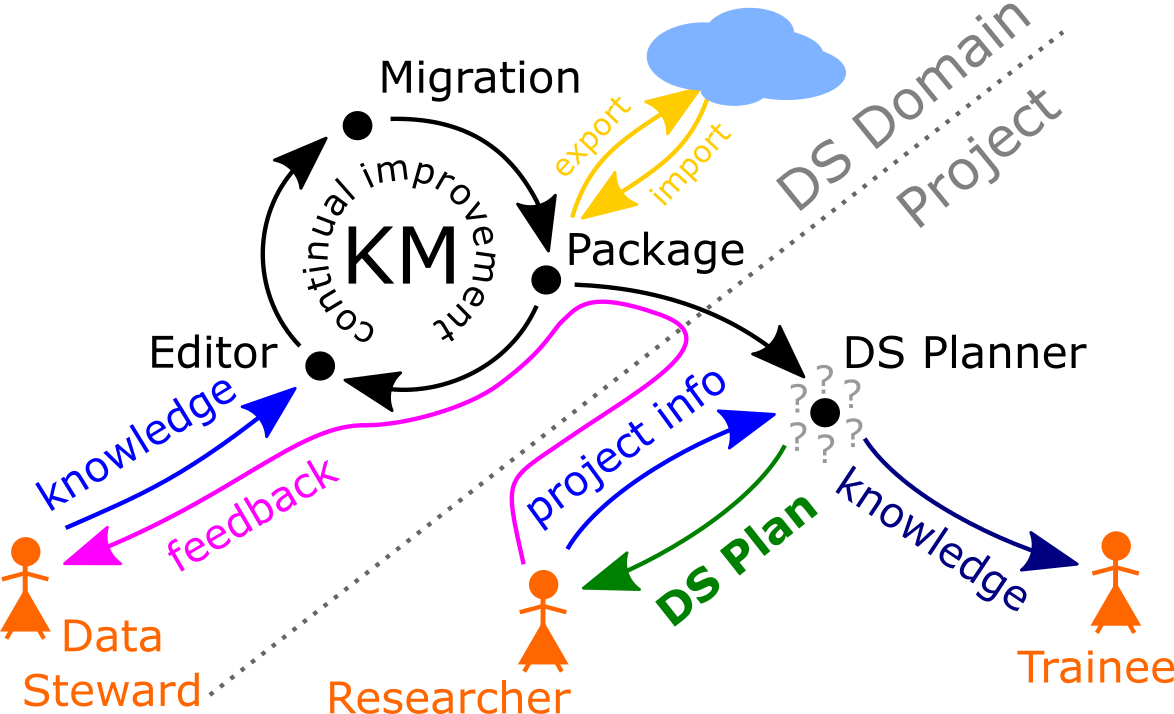 Migration
export
import
DS Domain
Project
continual improvement
KM
Package
Editor
DS Planner
? ? ? ? ? ?
knowledge
feedback
project info
DS Plan
knowledge
Data
Steward
Researcher
Trainee